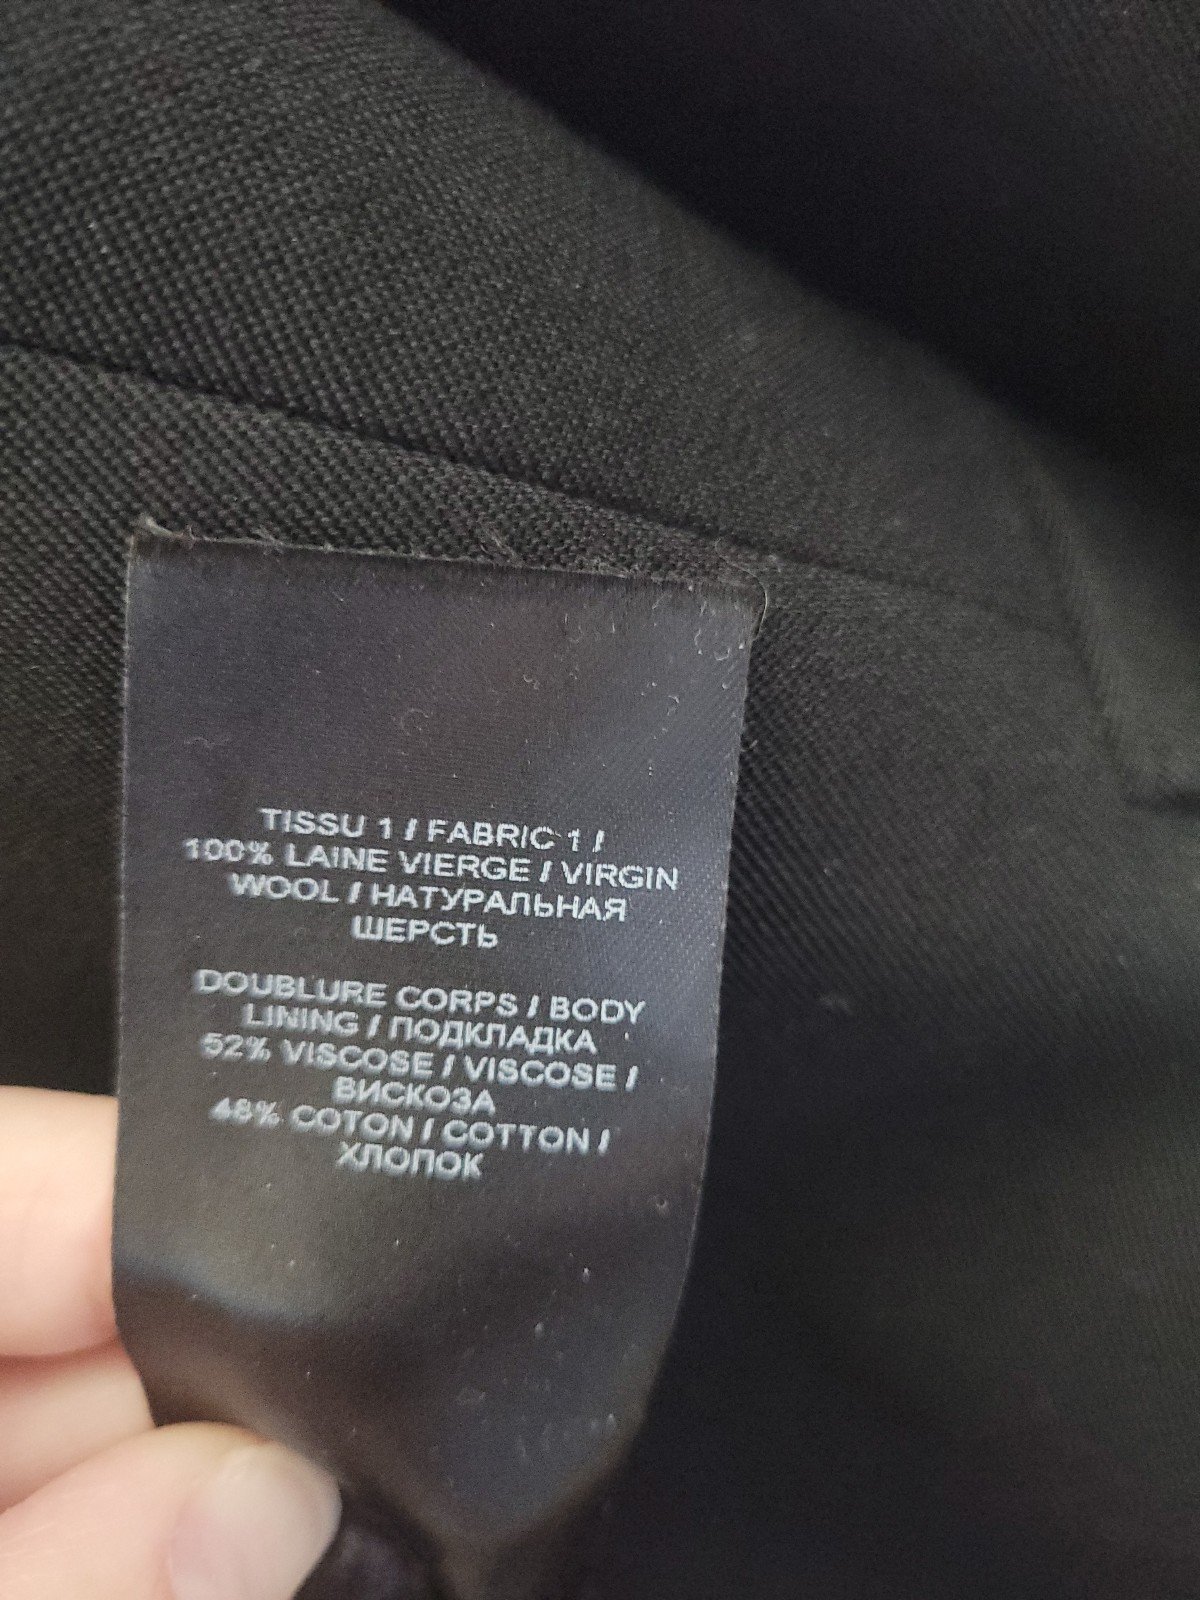 TISSU 1 / FABRIC 1 /
100% LAINE VIERGE / VIRGIN
WOOL / НАТУРАЛЬНАЯ
ШЕРСТЬ
DOUBLURE CORPS / BODY
LINING / ПОДКЛАДКА
52% VISCOSE / VISCOSE /
ВИСКОЗА
48% COTON / COTTON /
ХЛОПОК